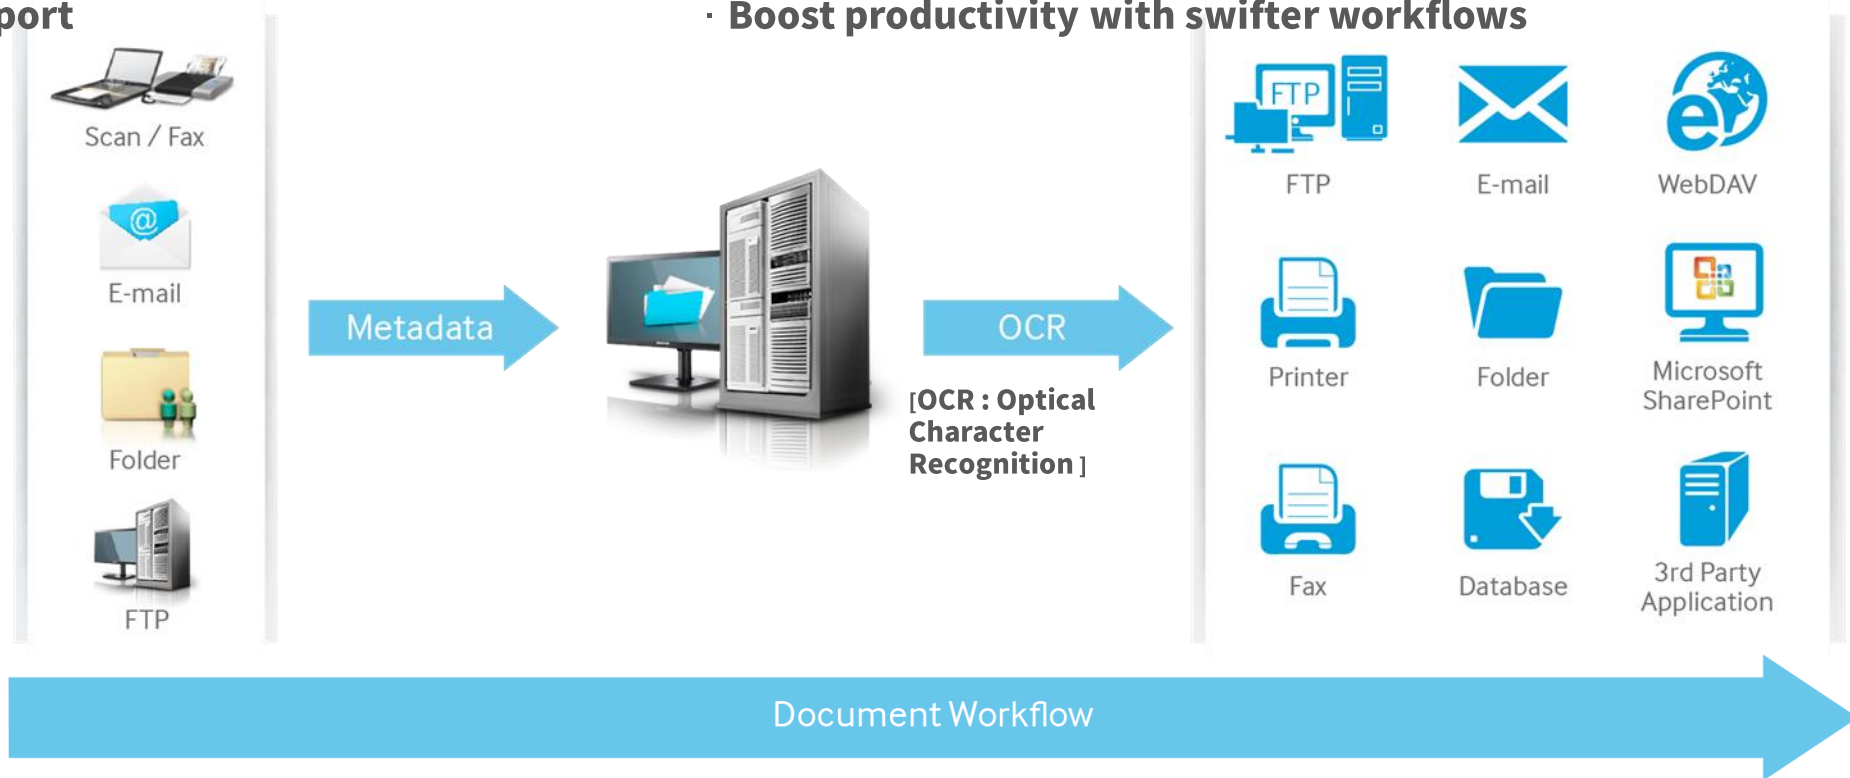 port
· Boost productivity with swifter workflows
Scan / Fax
@
E-mail
Folder
FTP
Metadata
OCR
[OCR : Optical
Character
Recognition ]
FTP
FTP
E-mail
e
WebDAV
Printer
Folder
Microsoft
SharePoint
Fax
Database
3rd Party
Application
Document Workflow